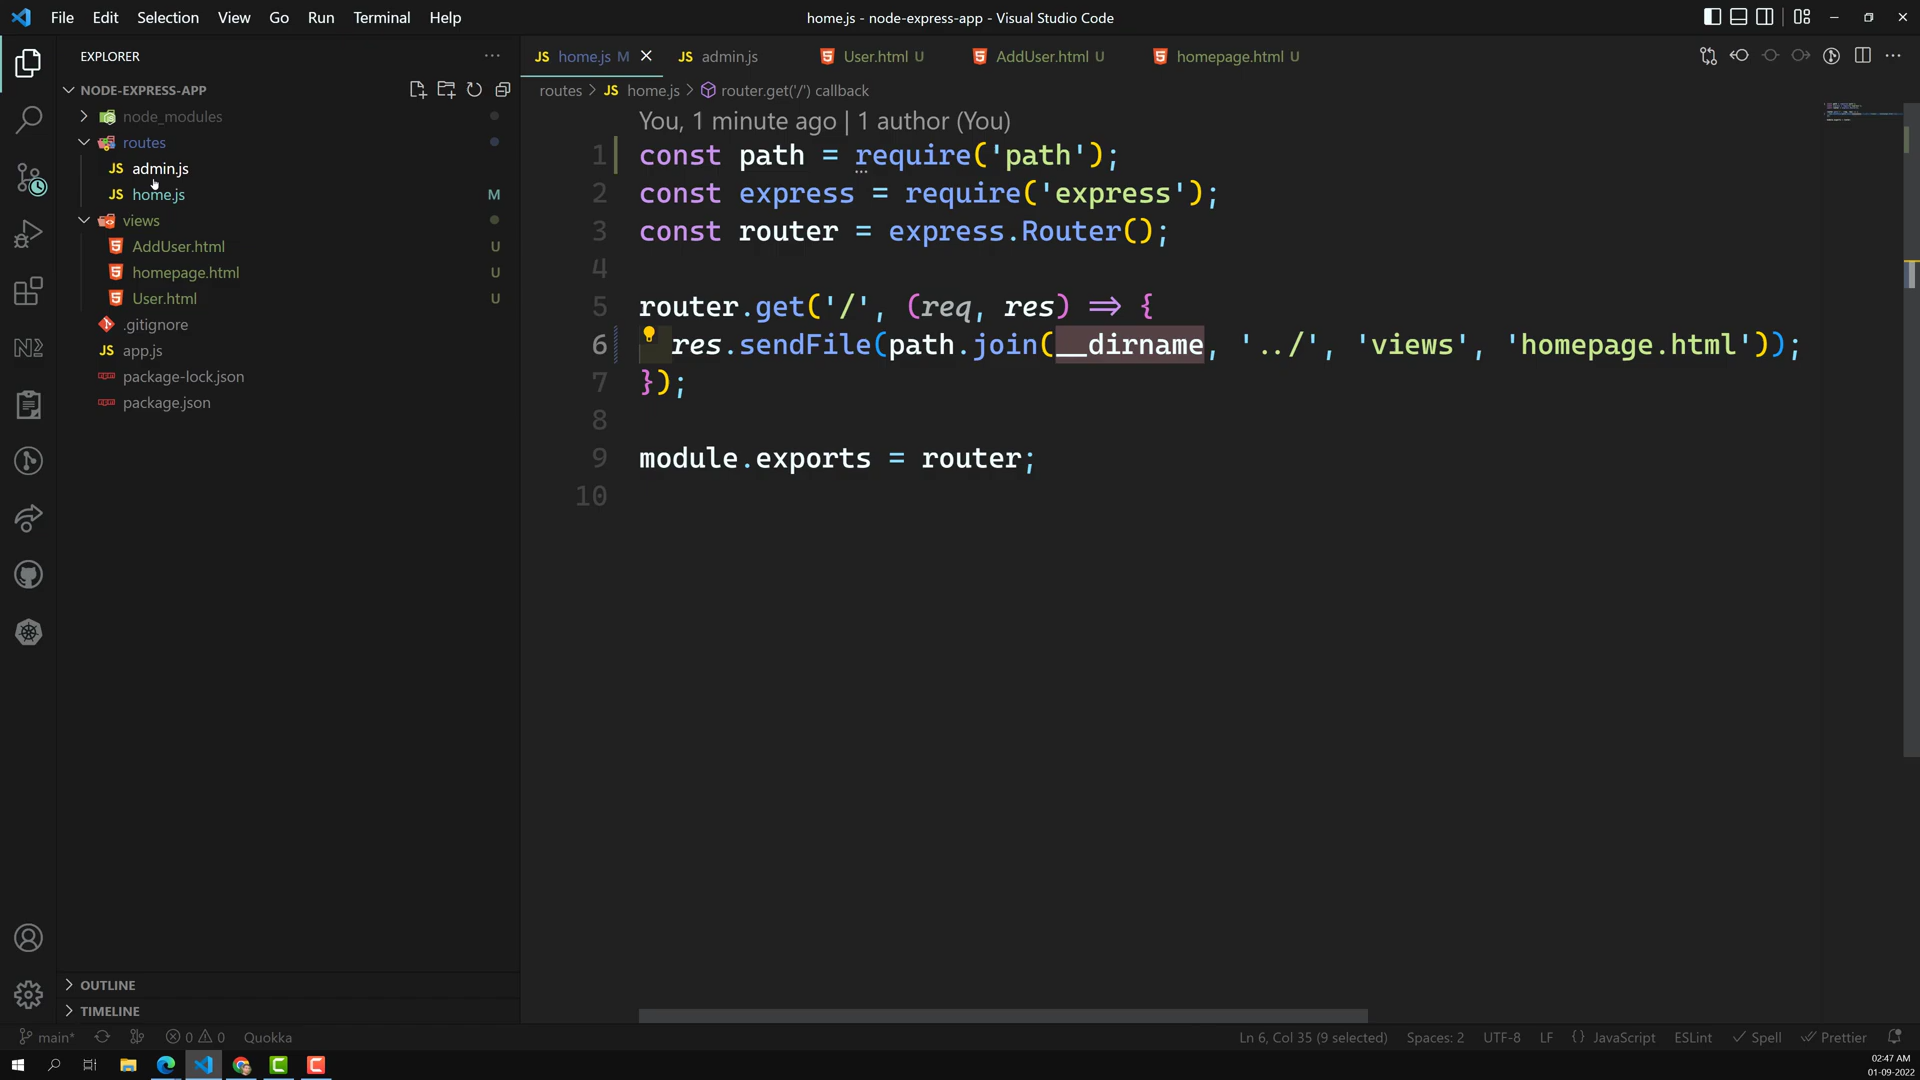 File Edit Selection View Go Run Terminal Help
home.js - node-express-app - Visual Studio Code
EXPLORER
NODE-EXPRESS-APP
node_modules
routes
JS admin.js
JS home.js M
views
AddUser.html U
homepage.html U
User.html U
.gitignore
JS app.js
package-lock.json
package.json
OUTLINE
TIMELINE
JS home.js M
JS admin.js
User.html U
AddUser.html U
homepage.html U
routes > JS home.js > router.get('/') callback
You, 1 minute ago | 1 author (You)
1 const path = require('path');
2 const express = require('express');
3 const router = express.Router();
4
5 router.get('/', (req, res) => {
6 res.sendFile(path.join(__dirname, '../', 'views', 'homepage.html'));
7 });
8
9 module.exports = router;
10
main* 0 0 Quokka
Ln 6, Col 35 (9 selected) Spaces: 2 UTF-8 LF {} JavaScript ESLint Spell Prettier
02:47 AM
01-09-2022